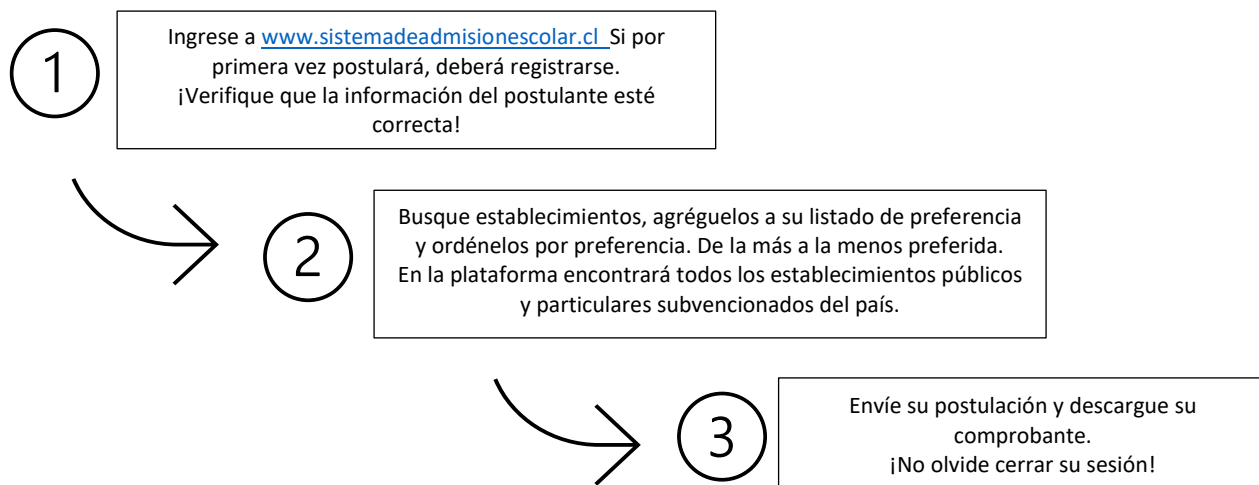 1
Ingrese a www.sistemadeadmisionescolar.cl Si por
primera vez postulará, deberá registrarse.
¡Verifique que la información del postulante esté
correcta!
2
Busque establecimientos, agréguelos a su listado de preferencia
y ordénelos por preferencia. De la más a la menos preferida.
En la plataforma encontrará todos los establecimientos públicos
y particulares subvencionados del país.
3
Envíe su postulación y descargue su
comprobante.
¡No olvide cerrar su sesión!